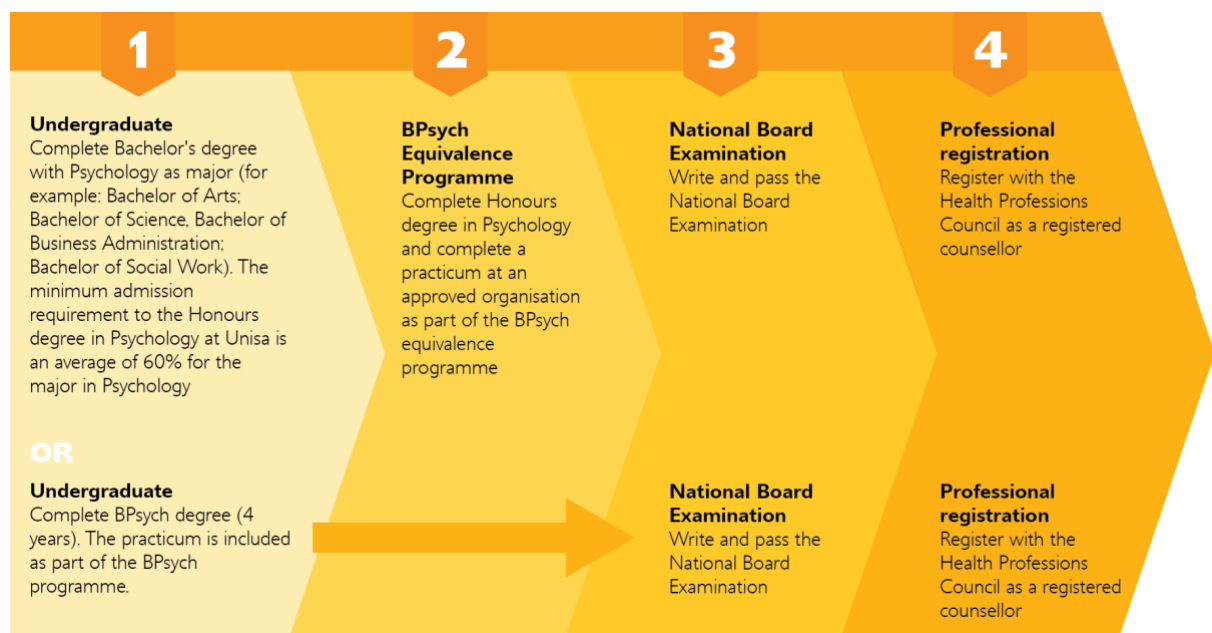 1
2
3
4
Undergraduate
Complete Bachelor's degree
with Psychology as major (for
example: Bachelor of Arts;
Bachelor of Science, Bachelor of
Business Administration;
Bachelor of Social Work). The
minimum admission
requirement to the Honours
degree in Psychology at Unisa is
an average of 60% for the
major in Psychology
BPsych
Equivalence
Programme
Complete Honours
degree in Psychology
and complete a
practicum at an
approved organisation
as part of the BPsych
equivalence
programme
National Board
Examination
Write and pass the
National Board
Examination
Professional
registration
Register with the
Health Professions
Council as a registered
counsellor
OR
Undergraduate
Complete BPsych degree (4
years). The practicum is included
as part of the BPsych
programme.
National Board
Examination
Write and pass the
National Board
Examination
Professional
registration
Register with the
Health Professions
Council as a registered
counsellor